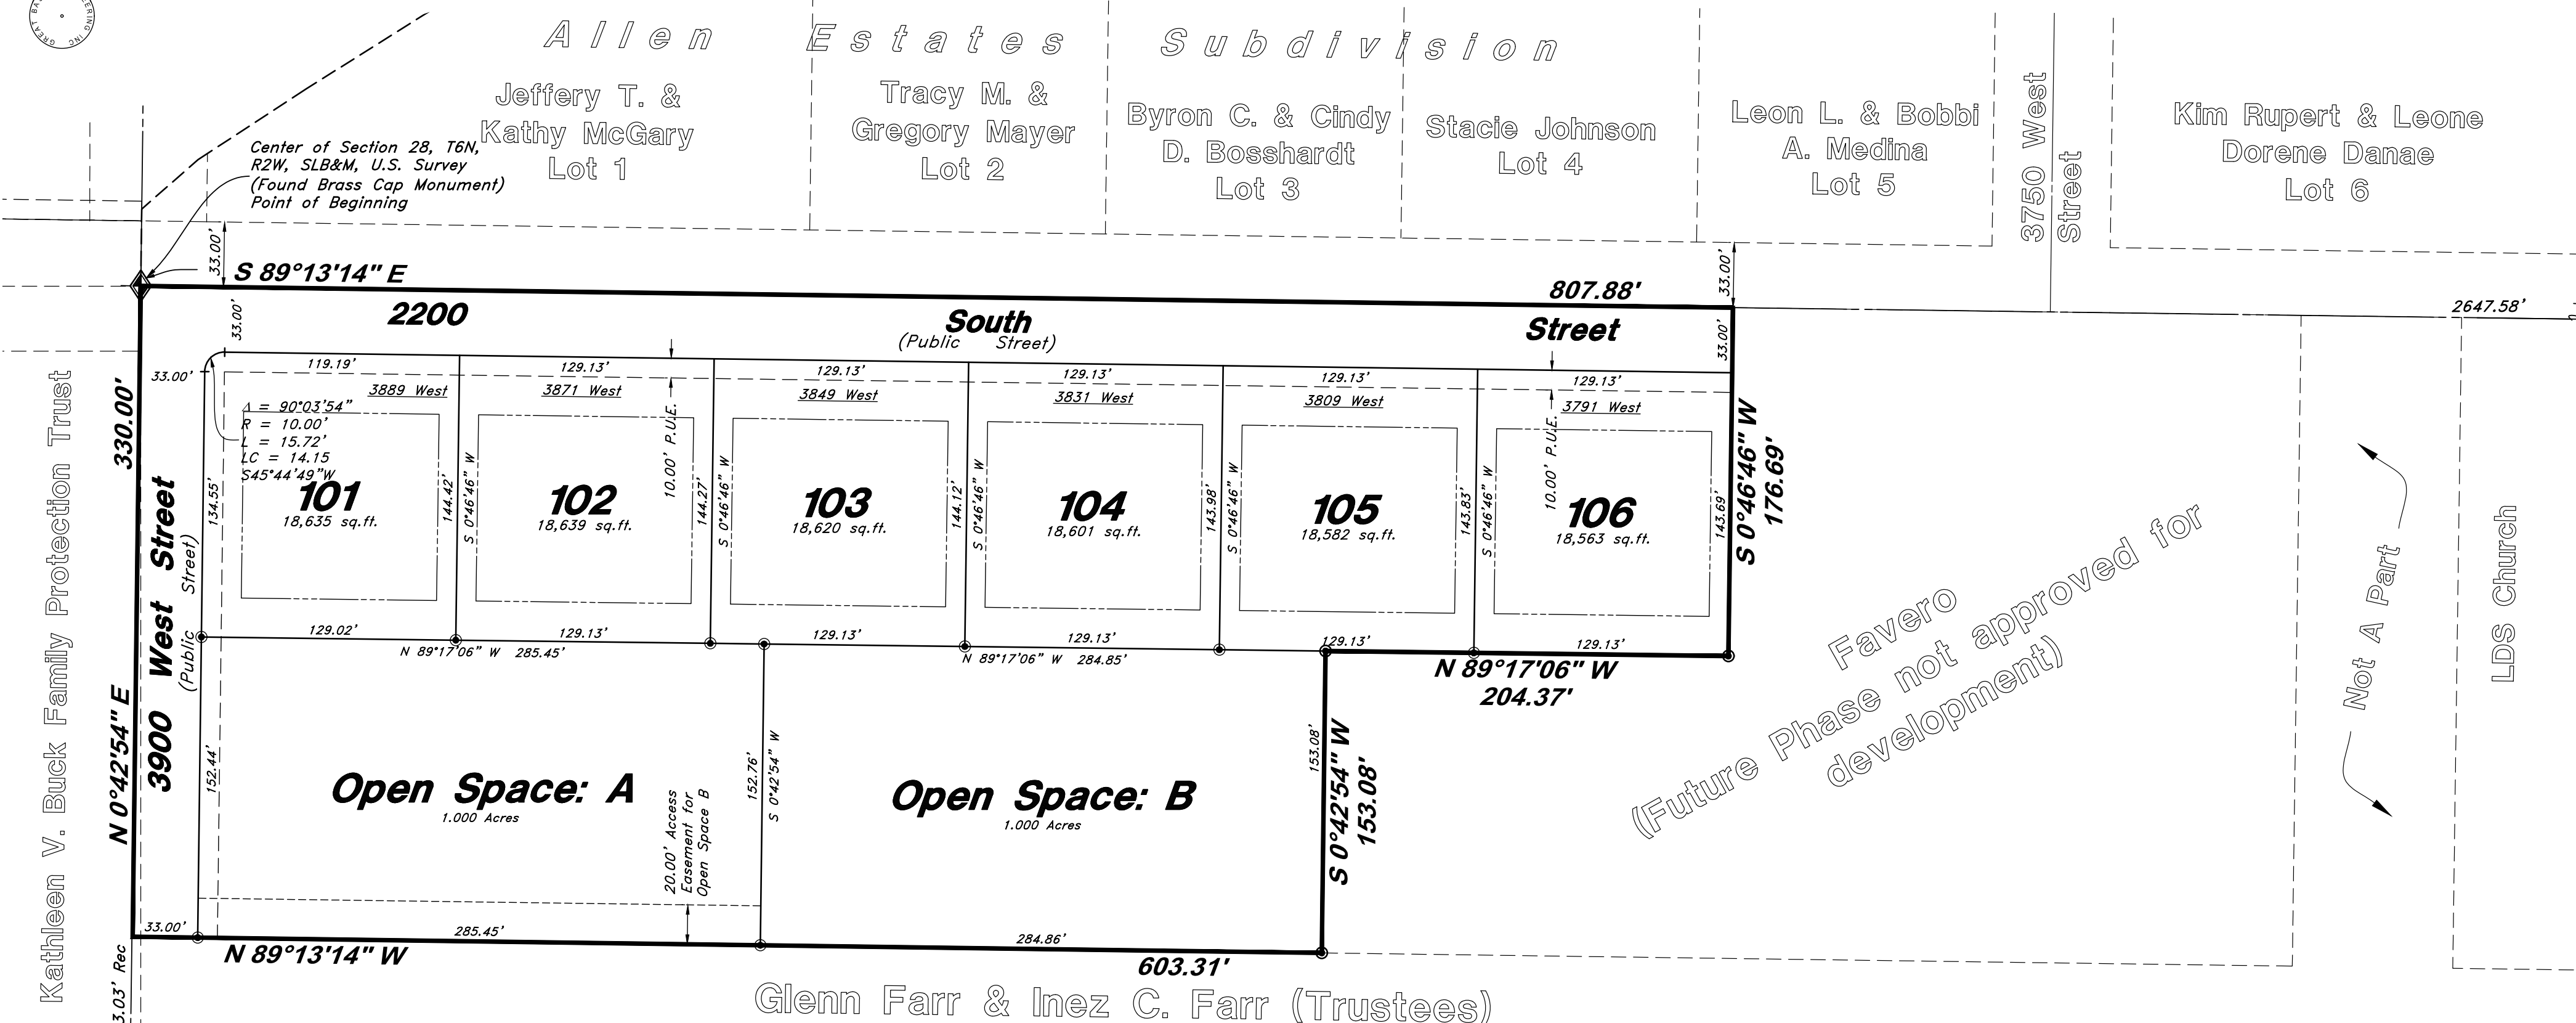 Allen Estates Subdivision
Jeffery T. &
Kathy McGary
Lot 1
Tracy M. &
Gregory Mayer
Lot 2
Byron C. & Cindy
D. Bosshardt
Lot 3
Stacie Johnson
Lot 4
Leon L. & Bobbi
A. Medina
Lot 5
3750 West
Street
Kim Rupert & Leone
Dorene Danae
Lot 6
Center of Section 28, T6N,
R2W, SLB&M, U.S. Survey
(Found Brass Cap Monument)
Point of Beginning
33.00'
S 89°13'14" E
807.88'
33.00'
2647.58'
33.00'
2200 South Street
(Public Street)
33.00'
33.00'
119.19'
129.13'
129.13'
129.13'
129.13'
129.13'
3889 West
3871 West
3849 West
3831 West
3809 West
3791 West
Δ = 90°03'54"
R = 10.00'
L = 15.72'
LC = 14.15
S45°44'49"W
10.00' P.U.E.
10.00' P.U.E.
330.00'
N 0°42'54" E
3900 West Street
(Public Street)
134.55'
101
18,635 sq.ft.
144.42'
S 0°46'46" W
102
18,639 sq.ft.
144.27'
S 0°46'46" W
103
18,620 sq.ft.
144.12'
S 0°46'46" W
104
18,601 sq.ft.
143.98'
S 0°46'46" W
105
18,582 sq.ft.
143.83'
S 0°46'46" W
106
18,563 sq.ft.
143.69'
S 0°46'46" W
176.69'
129.02'
129.13'
129.13'
129.13'
129.13'
129.13'
N 89°17'06" W 285.45'
N 89°17'06" W 284.85'
N 89°17'06" W
204.37'
152.44'
Open Space: A
1.000 Acres
20.00' Access
Easement for
Open Space B
152.76'
S 0°42'54" W
Open Space: B
1.000 Acres
153.08'
S 0°42'54" W
153.08'
33.00'
285.45'
284.86'
N 89°13'14" W
603.31'
3.03' Rec
Kathleen V. Buck Family Protection Trust
Glenn Farr & Inez C. Farr (Trustees)
Favero
(Future Phase not approved for
development)
Not A Part
LDS Church